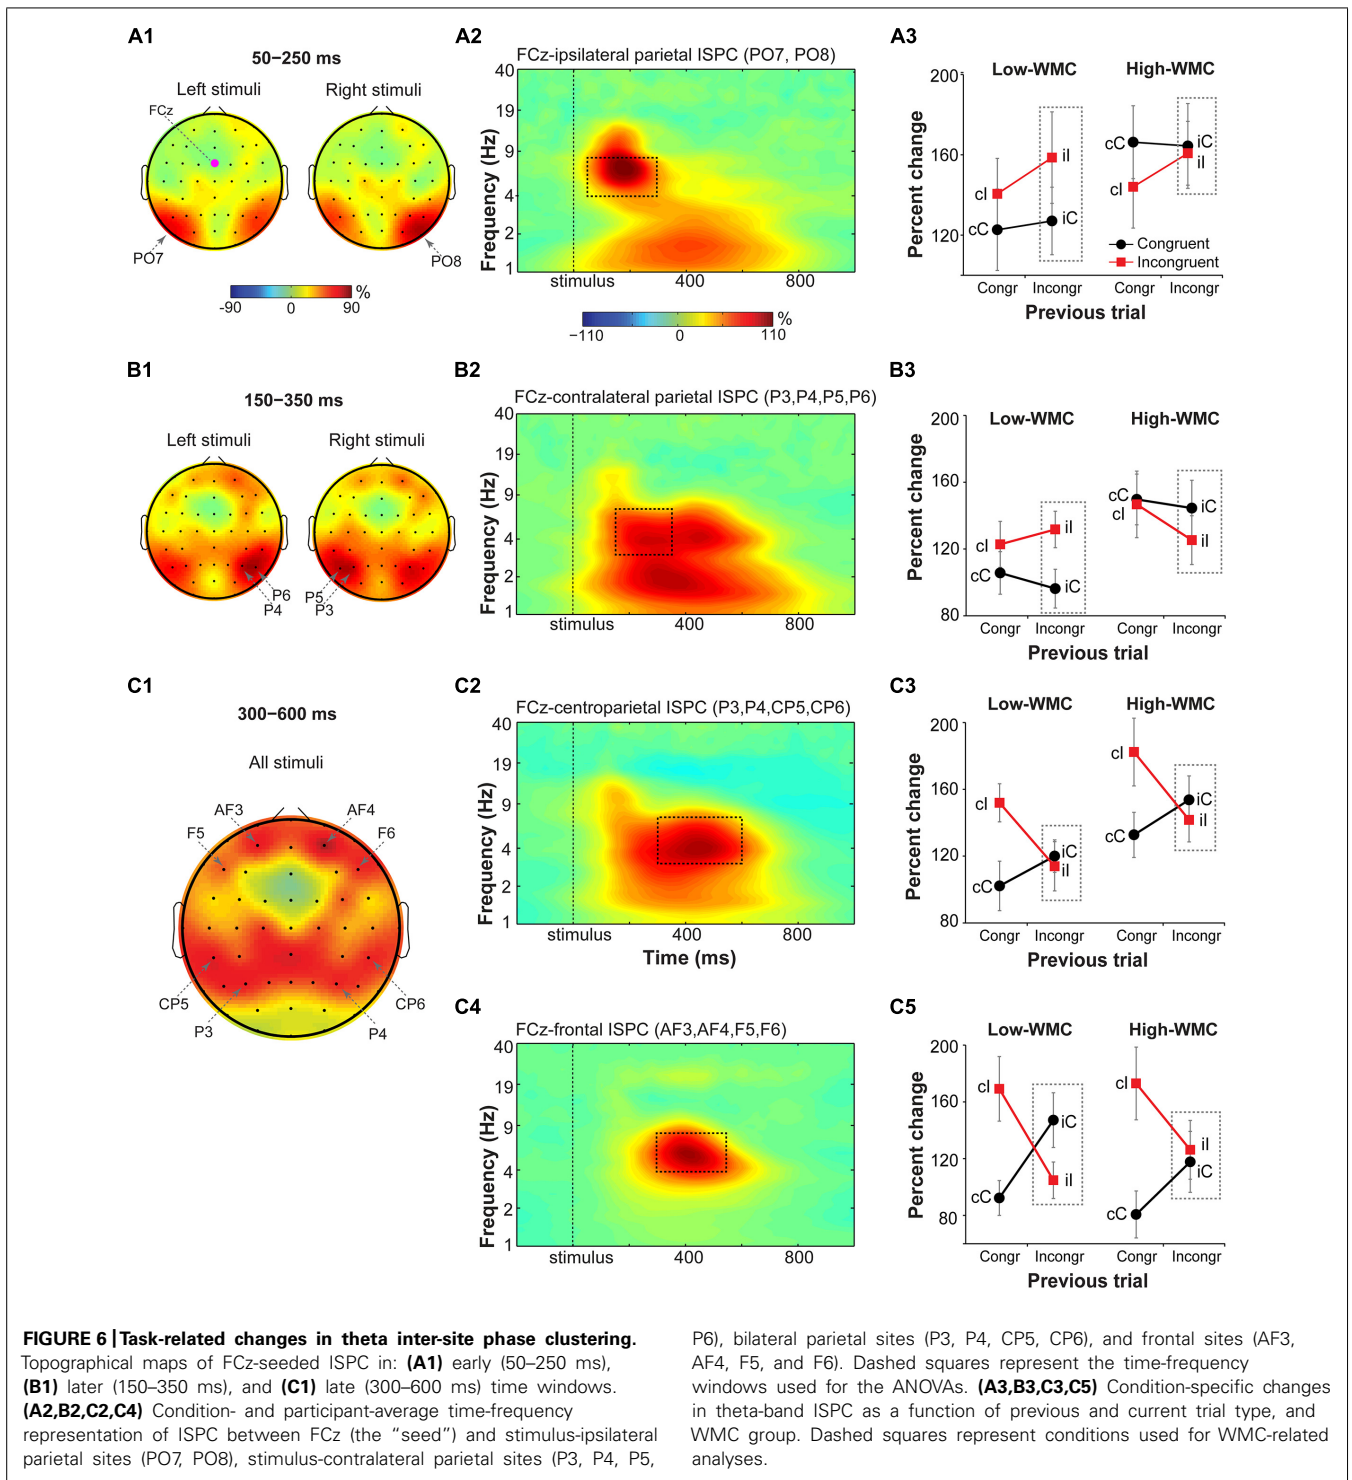 A1
50–250 ms
Left stimuli
Right stimuli
FCz
PO7
PO8
-90
0
90
%
A2
FCz-ipsilateral parietal ISPC (PO7, PO8)
Frequency (Hz)
40
19
9
4
2
1
stimulus
400
800
−110
0
110
%
A3
Low-WMC
High-WMC
Percent change
200
160
120
cI
iI
cC
iC
cC
iC
cI
iI
Congruent
Incongruent
Congr
Incongr
Congr
Incongr
Previous trial
B1
150–350 ms
Left stimuli
Right stimuli
P6
P4
P5
P3
B2
FCz-contralateral parietal ISPC (P3,P4,P5,P6)
Frequency (Hz)
40
19
9
4
2
1
stimulus
400
800
B3
Low-WMC
High-WMC
Percent change
200
160
120
80
cI
iI
cC
iC
cC
iC
cI
iI
Congr
Incongr
Congr
Incongr
Previous trial
C1
300–600 ms
All stimuli
AF3
AF4
F5
F6
CP5
CP6
P3
P4
C2
FCz-centroparietal ISPC (P3,P4,CP5,CP6)
Frequency (Hz)
40
19
9
4
2
1
stimulus
400
800
Time (ms)
C3
Low-WMC
High-WMC
Percent change
200
160
120
80
cI
iC
iI
cC
cI
iC
iI
cC
Congr
Incongr
Congr
Incongr
Previous trial
C4
FCz-frontal ISPC (AF3,AF4,F5,F6)
Frequency (Hz)
40
19
9
4
2
1
stimulus
400
800
C5
Low-WMC
High-WMC
Percent change
200
160
120
80
cI
iC
iI
cC
cI
iI
iC
cC
Congr
Incongr
Congr
Incongr
Previous trial
FIGURE 6 | Task-related changes in theta inter-site phase clustering.
Topographical maps of FCz-seeded ISPC in: (A1) early (50–250 ms),
(B1) later (150–350 ms), and (C1) late (300–600 ms) time windows.
(A2,B2,C2,C4) Condition- and participant-average time-frequency
representation of ISPC between FCz (the “seed”) and stimulus-ipsilateral
parietal sites (PO7, PO8), stimulus-contralateral parietal sites (P3, P4, P5,
P6), bilateral parietal sites (P3, P4, CP5, CP6), and frontal sites (AF3,
AF4, F5, and F6). Dashed squares represent the time-frequency
windows used for the ANOVAs. (A3,B3,C3,C5) Condition-specific changes
in theta-band ISPC as a function of previous and current trial type, and
WMC group. Dashed squares represent conditions used for WMC-related
analyses.